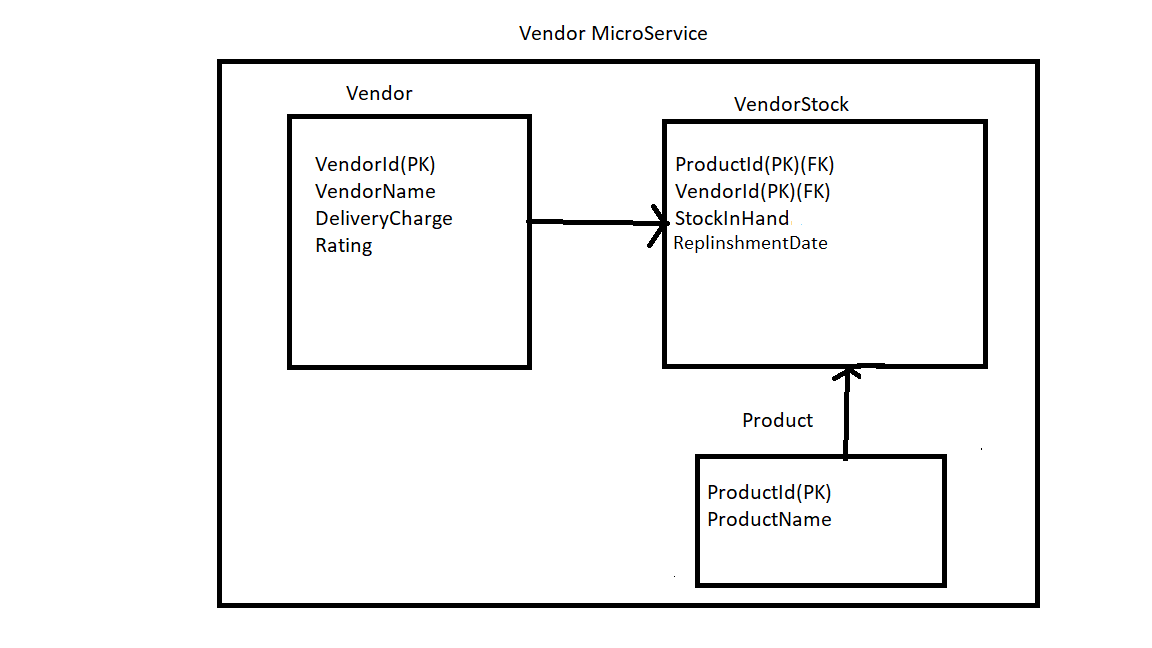 Vendor MicroService
Vendor
VendorId(PK)
VendorName
DeliveryCharge
Rating
VendorStock
ProductId(PK)(FK)
VendorId(PK)(FK)
StockInHand
ReplinshmentDate
Product
ProductId(PK)
ProductName